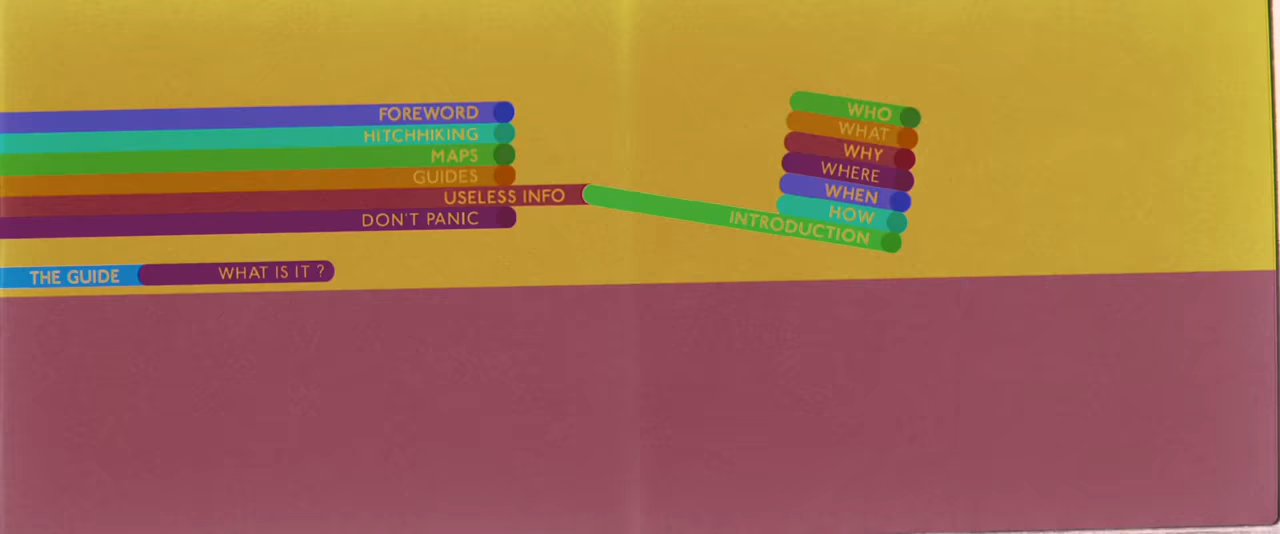 FOREWORD
HITCHHIKING
MAPS
GUIDES
USELESS INFO
DON'T PANIC
THE GUIDE
WHAT IS IT ?
WHO
WHAT
WHY
WHERE
WHEN
HOW
INTRODUCTION